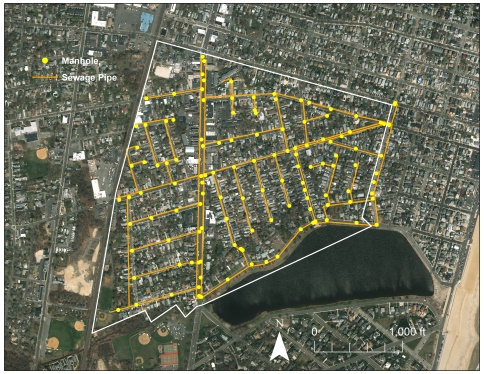 Manhole
Sewage Pipe
N
0
1,000 ft